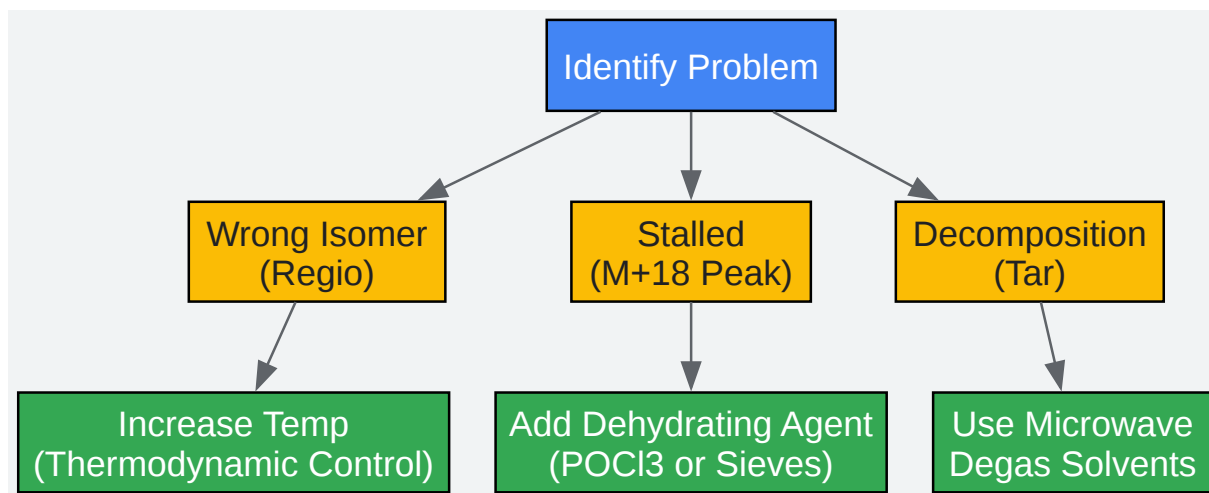 Identify Problem
Wrong Isomer
(Regio)
Stalled
(M+18 Peak)
Decomposition
(Tar)
Increase Temp
(Thermodynamic Control)
Add Dehydrating Agent
(POCl3 or Sieves)
Use Microwave
Degas Solvents